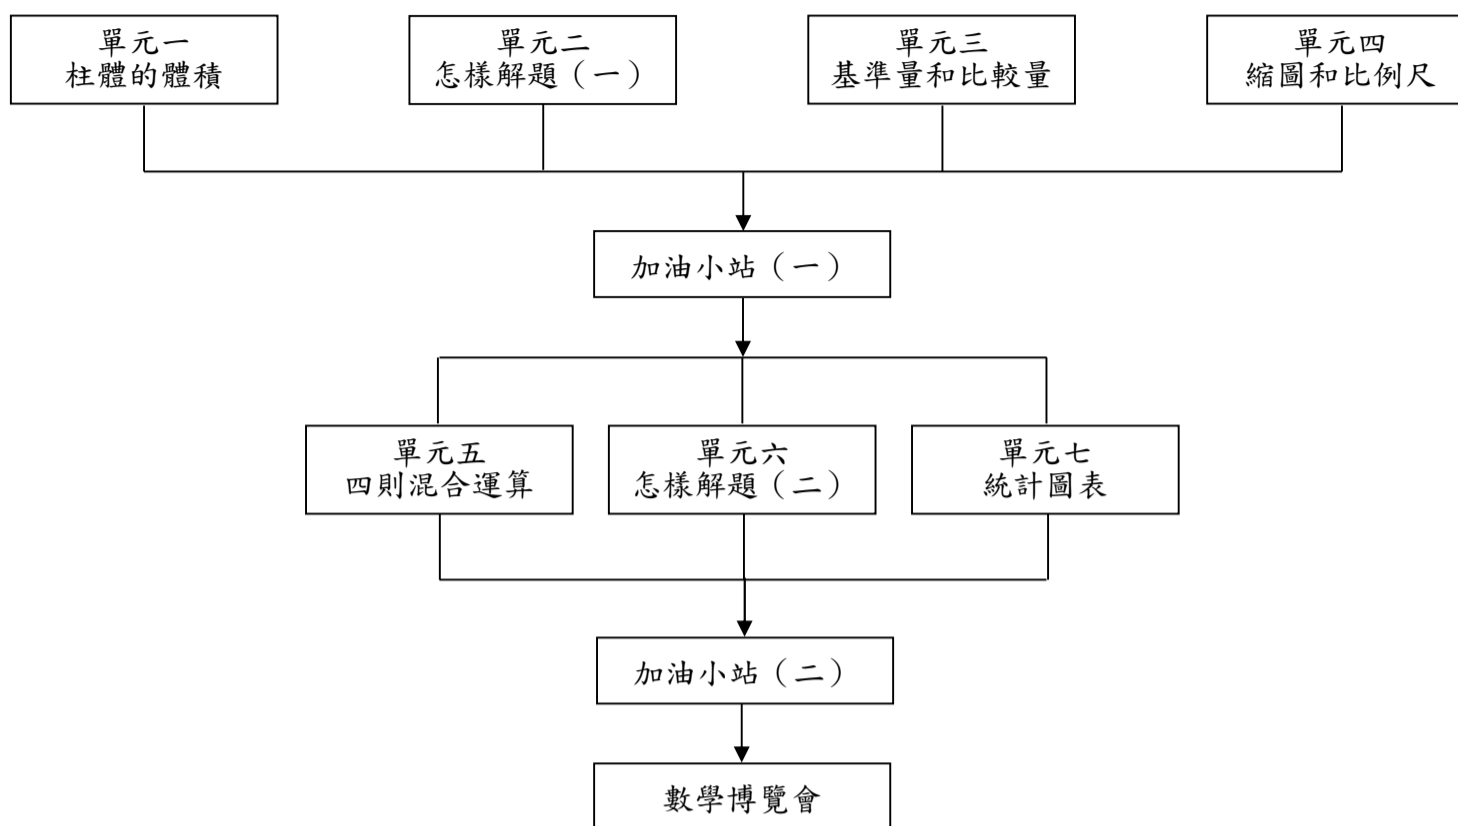 單元一
柱體的體積
單元二
怎樣解題（一）
單元三
基準量和比較量
單元四
縮圖和比例尺
加油小站（一）
單元五
四則混合運算
單元六
怎樣解題（二）
單元七
統計圖表
加油小站（二）
數學博覽會